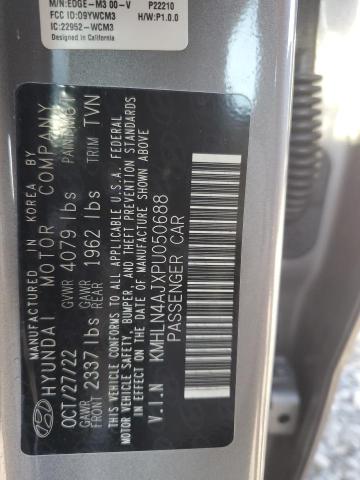 M/N:EDGE-M3 00-V P22210
FCC ID:O9YWCM3 H/W:P1.0.0
IC:22952-WCM3
Designed in California
MANUFACTURED IN KOREA BY
HYUNDAI MOTOR COMPANY
OCT/27/22 GVWR 4079 lbs PAINT TRIM TVN
GAWR FRONT 2337 lbs GAWR REAR 1962 lbs
THIS VEHICLE CONFORMS TO ALL APPLICABLE U.S.A. FEDERAL
MOTOR VEHICLE SAFETY, BUMPER, AND THEFT PREVENTION STANDARDS
IN EFFECT ON THE DATE OF MANUFACTURE SHOWN ABOVE.
V.I.N KMHLN4AJXPU050688
PASSENGER CAR